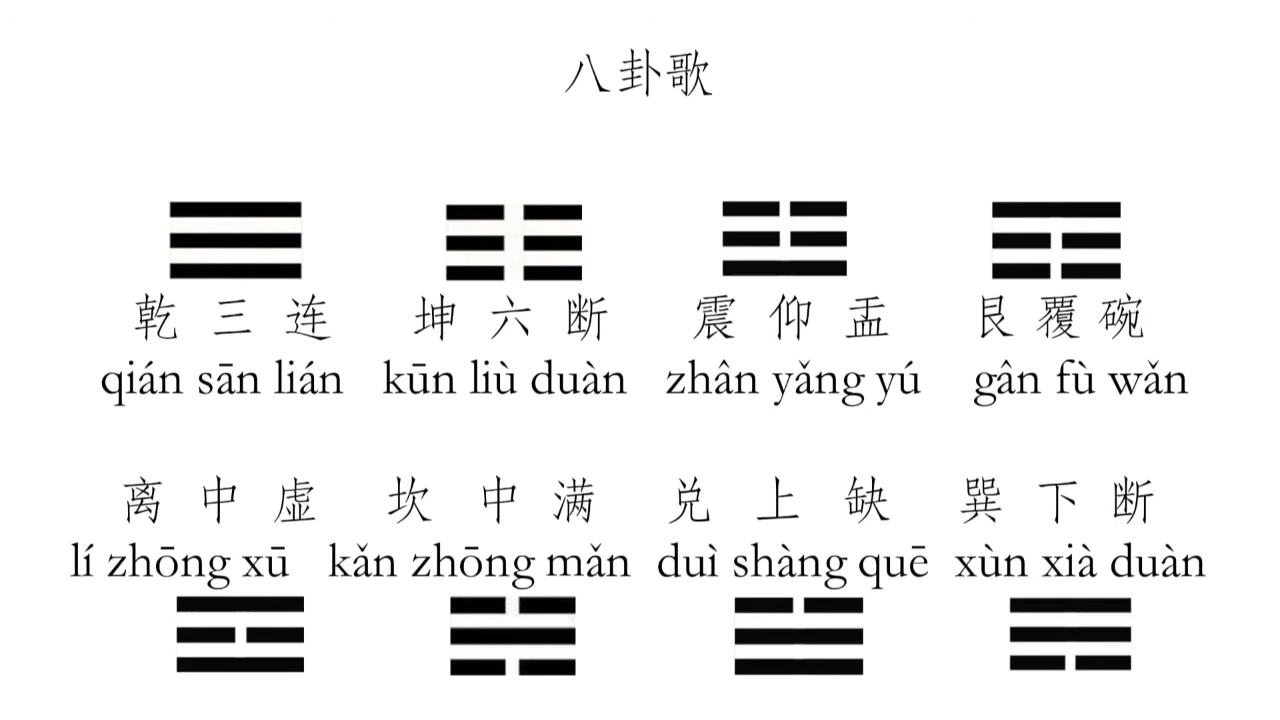 八卦歌
乾三连 坤六断 震仰盂 艮覆碗
qián sān lián kūn liù duàn zhân yǎng yú gân fù wǎn
离中虚 坎中满 兑上缺 巽下断
lí zhōng xū kǎn zhōng mǎn duì shàng quē xùn xià duàn